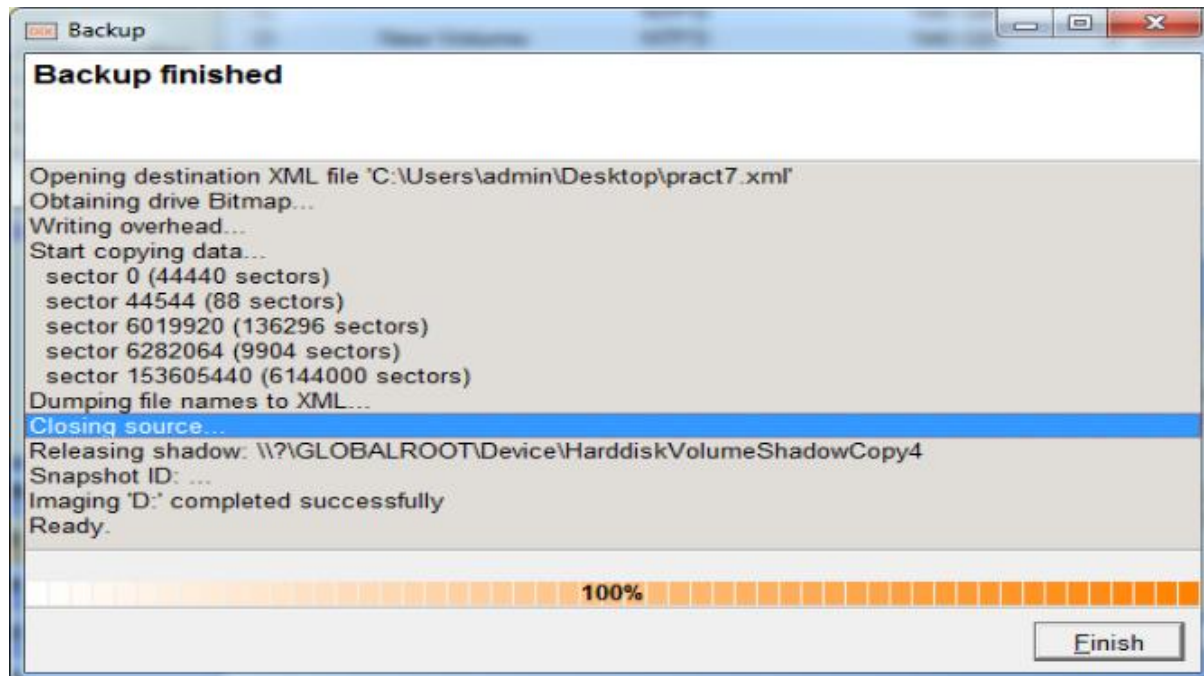 Backup
Backup finished
Opening destination XML file 'C:\Users\admin\Desktop\pract7.xml'
Obtaining drive Bitmap...
Writing overhead...
Start copying data...
sector 0 (44440 sectors)
sector 44544 (88 sectors)
sector 6019920 (136296 sectors)
sector 6282064 (9904 sectors)
sector 153605440 (6144000 sectors)
Dumping file names to XML...
Closing source...
Releasing shadow: \\?\GLOBALROOT\Device\HarddiskVolumeShadowCopy4
Snapshot ID: ...
Imaging 'D:' completed successfully
Ready.
100%
Finish